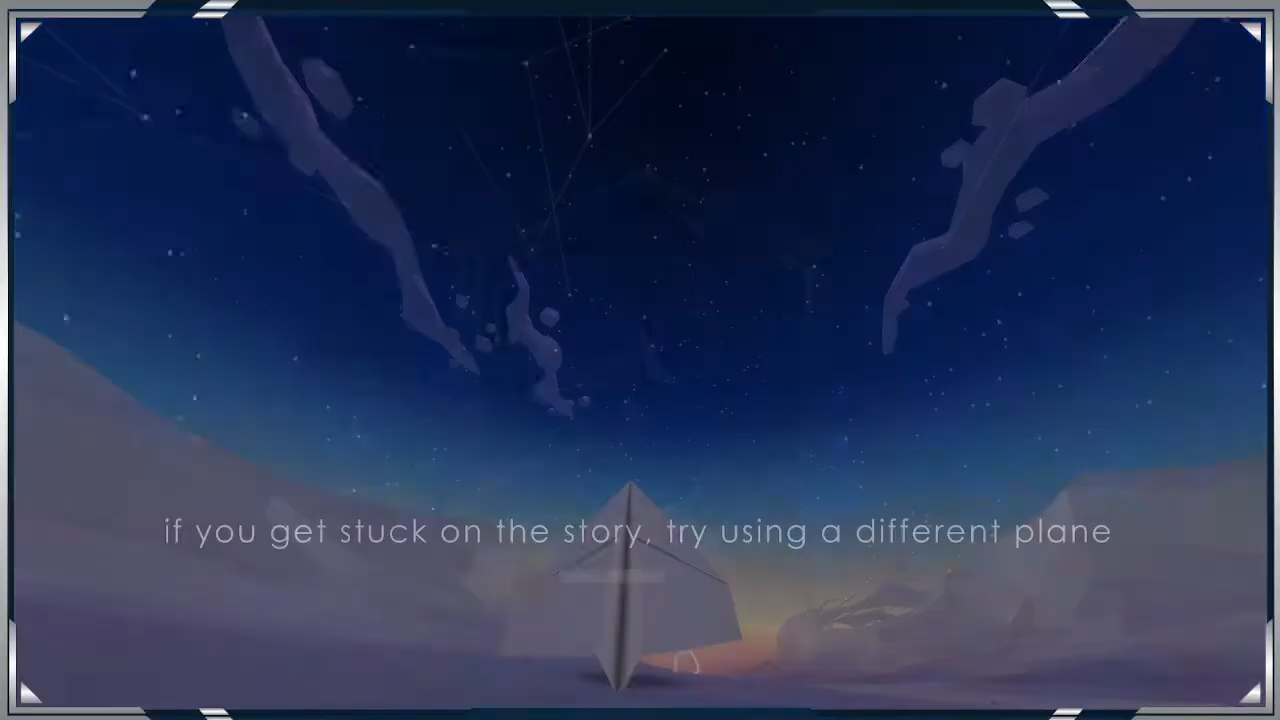 if you get stuck on the story, try using a different plane